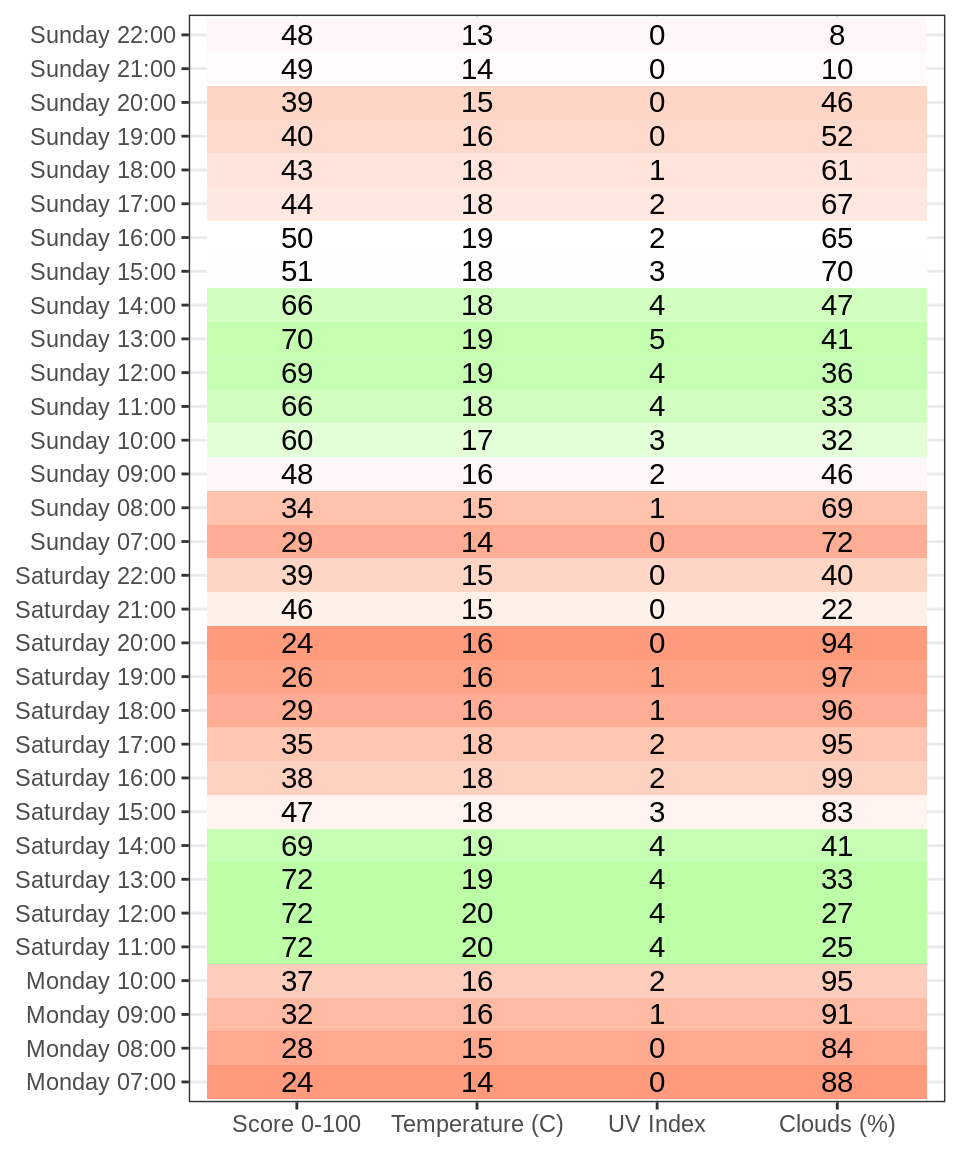 Sunday 22:00 48 13 0 8
Sunday 21:00 49 14 0 10
Sunday 20:00 39 15 0 46
Sunday 19:00 40 16 0 52
Sunday 18:00 43 18 1 61
Sunday 17:00 44 18 2 67
Sunday 16:00 50 19 2 65
Sunday 15:00 51 18 3 70
Sunday 14:00 66 18 4 47
Sunday 13:00 70 19 5 41
Sunday 12:00 69 19 4 36
Sunday 11:00 66 18 4 33
Sunday 10:00 60 17 3 32
Sunday 09:00 48 16 2 46
Sunday 08:00 34 15 1 69
Sunday 07:00 29 14 0 72
Saturday 22:00 39 15 0 40
Saturday 21:00 46 15 0 22
Saturday 20:00 24 16 0 94
Saturday 19:00 26 16 1 97
Saturday 18:00 29 16 1 96
Saturday 17:00 35 18 2 95
Saturday 16:00 38 18 2 99
Saturday 15:00 47 18 3 83
Saturday 14:00 69 19 4 41
Saturday 13:00 72 19 4 33
Saturday 12:00 72 20 4 27
Saturday 11:00 72 20 4 25
Monday 10:00 37 16 2 95
Monday 09:00 32 16 1 91
Monday 08:00 28 15 0 84
Monday 07:00 24 14 0 88
Score 0-100 Temperature (C) UV Index Clouds (%)